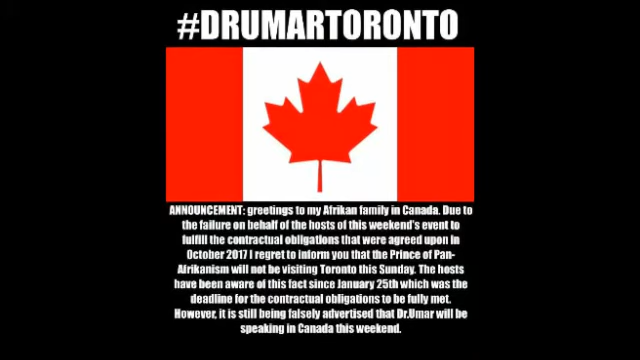 #DRUMARTORONTO
ANNOUNCEMENT: greetings to my Afrikan family in Canada. Due to
the failure on behalf of the hosts of this weekend's event to
fulfill the contractual obligations that were agreed upon in
October 2017 I regret to inform you that the Prince of Pan-
Afrikanism will not be visiting Toronto this Sunday. The hosts
have been aware of this fact since January 25th which was the
deadline for the contractual obligations to be fully met.
However, it is still being falsely advertised that Dr.Umar will be
speaking in Canada this weekend.